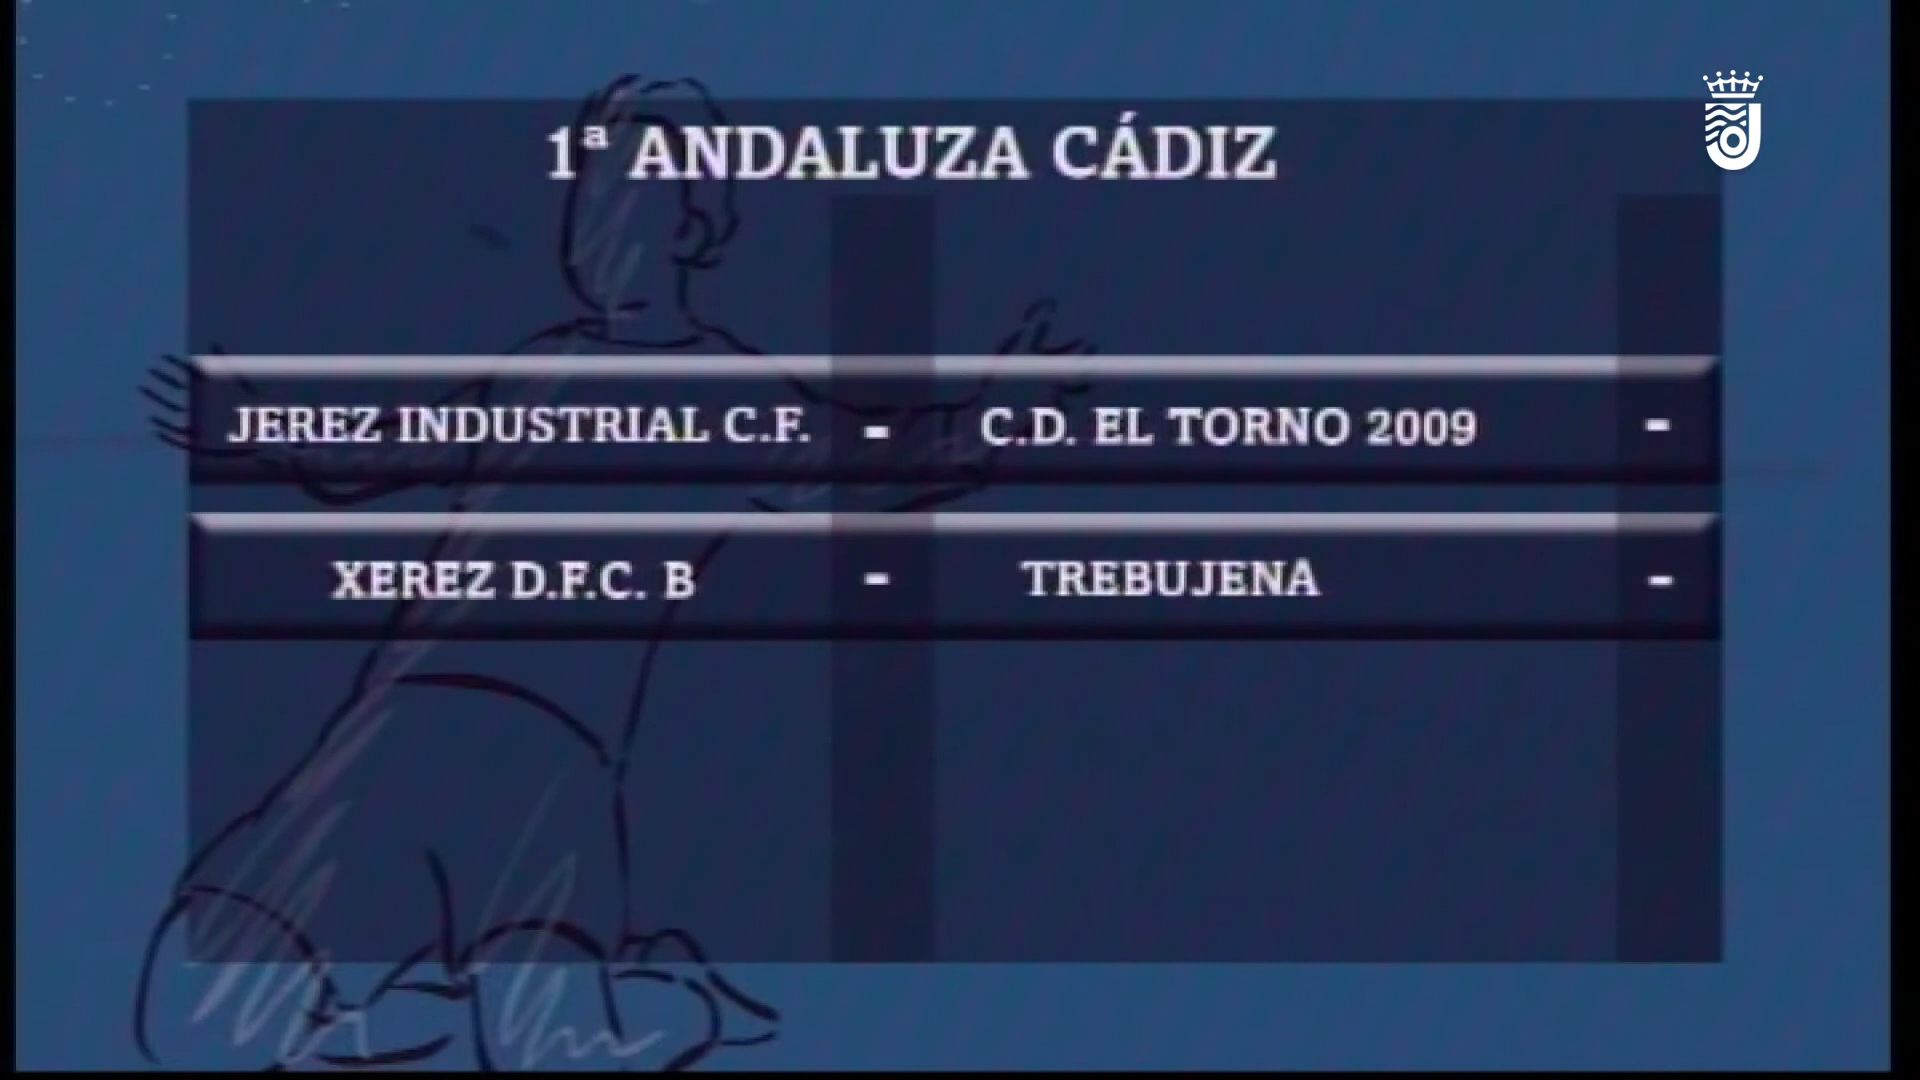 1ª ANDALUZA CÁDIZ
JEREZ INDUSTRIAL C.F. - C.D. EL TORNO 2009 -
XEREZ D.F.C. B - TREBUJENA -